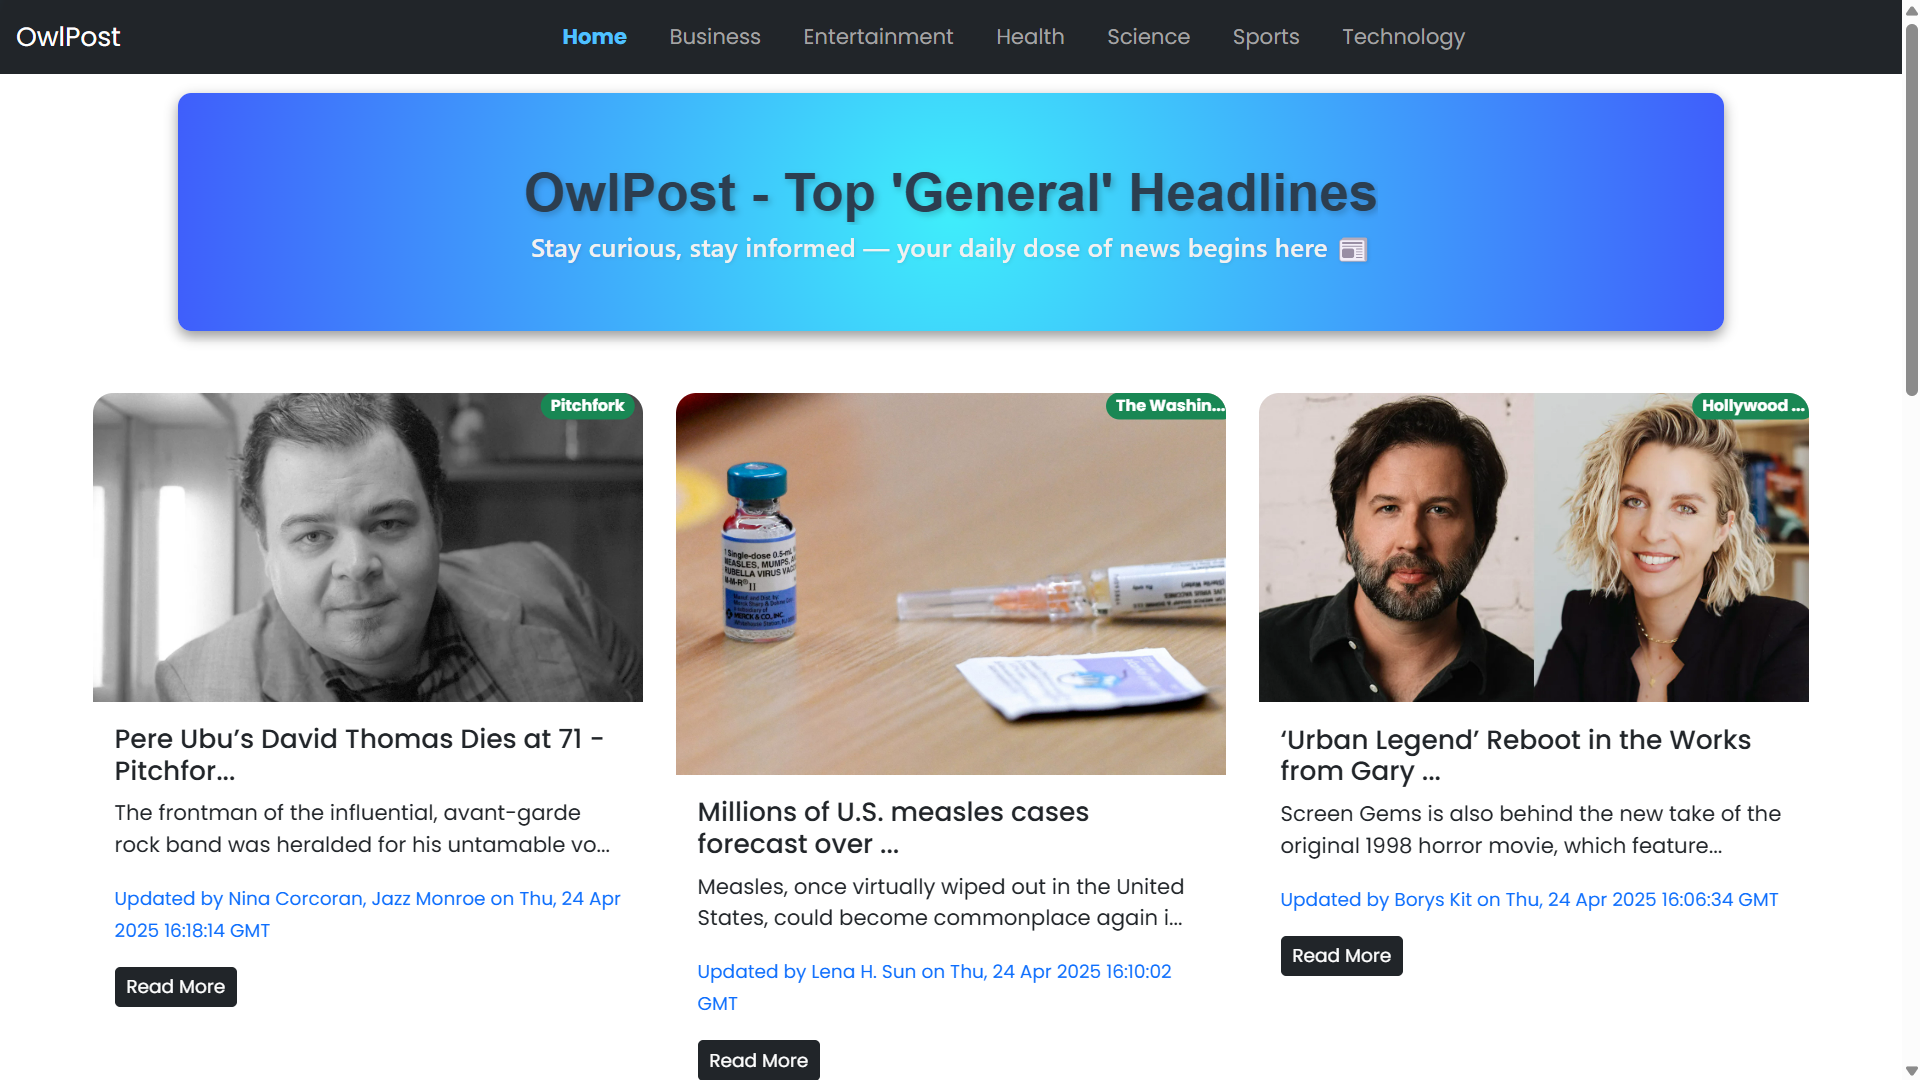 OwlPost
Home
Business
Entertainment
Health
Science
Sports
Technology
OwlPost - Top 'General' Headlines
Stay curious, stay informed — your daily dose of news begins here
Pitchfork
Pere Ubu’s David Thomas Dies at 71 -
Pitchfor...
The frontman of the influential, avant-garde
rock band was heralded for his untamable vo...
Updated by Nina Corcoran, Jazz Monroe on Thu, 24 Apr
2025 16:18:14 GMT
Read More
The Washin...
1 Single-dose 0.5-mL
MEASLES, MUMPS, A
RUBELLA VIRUS VACC
M-M-R®II
MERCK & CO., INC.
Millions of U.S. measles cases
forecast over ...
Measles, once virtually wiped out in the United
States, could become commonplace again i...
Updated by Lena H. Sun on Thu, 24 Apr 2025 16:10:02
GMT
Read More
Hollywood ...
‘Urban Legend’ Reboot in the Works
from Gary ...
Screen Gems is also behind the new take of the
original 1998 horror movie, which feature...
Updated by Borys Kit on Thu, 24 Apr 2025 16:06:34 GMT
Read More